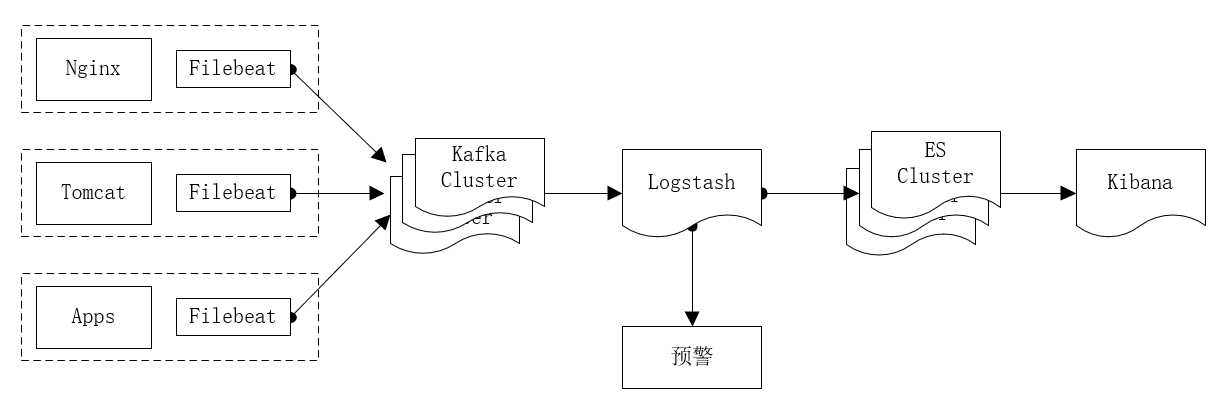 Nginx
Filebeat
Tomcat
Filebeat
Apps
Filebeat
Kafka
Cluster
Logstash
预警
ES
Cluster
Kibana